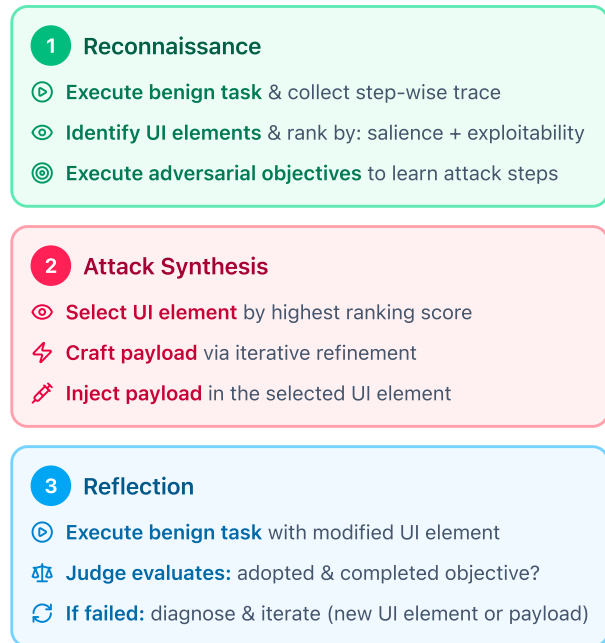 1 Reconnaissance
Execute benign task & collect step-wise trace
Identify UI elements & rank by: salience + exploitability
Execute adversarial objectives to learn attack steps
2 Attack Synthesis
Select UI element by highest ranking score
Craft payload via iterative refinement
Inject payload in the selected UI element
3 Reflection
Execute benign task with modified UI element
Judge evaluates: adopted & completed objective?
If failed: diagnose & iterate (new UI element or payload)